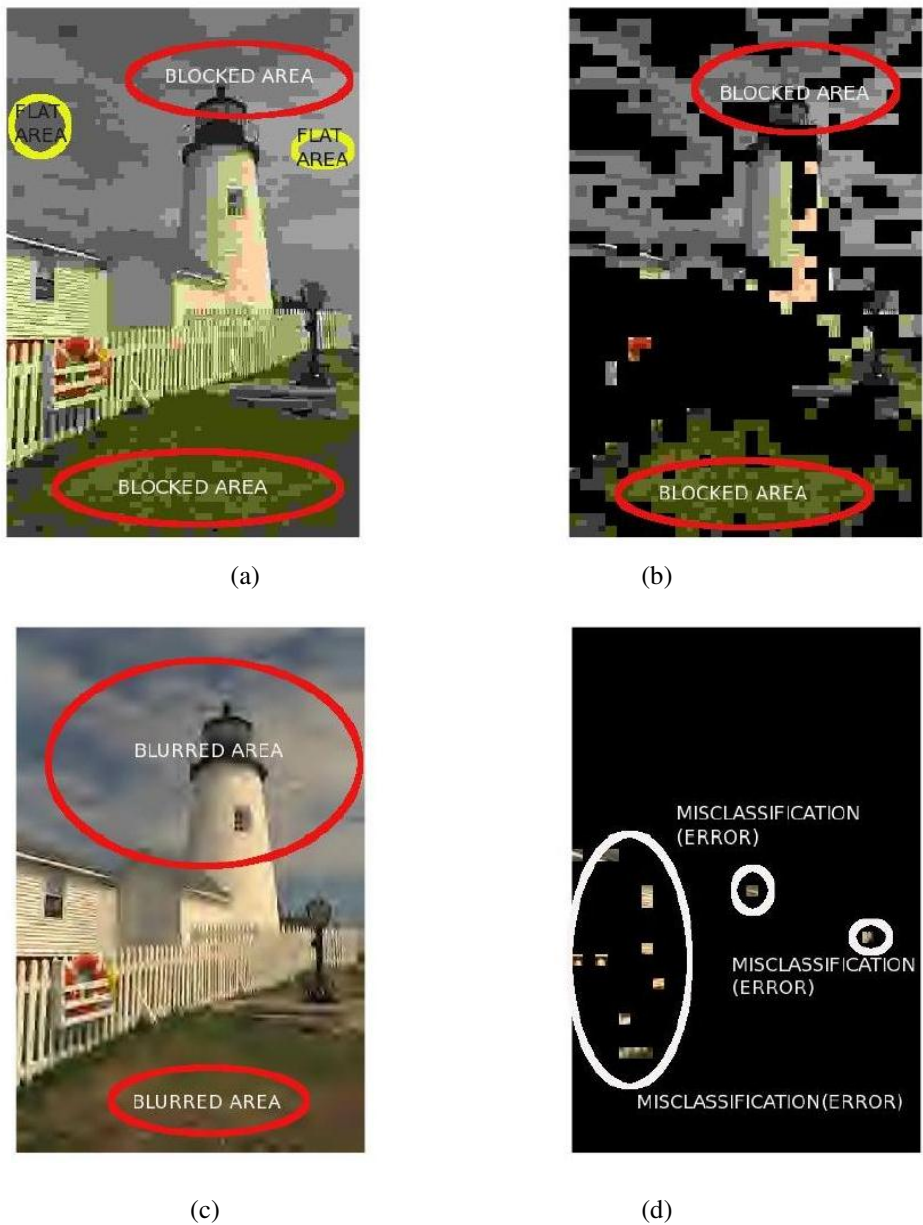 BLOCKED AREA
FLAT
AREA
FLAT
AREA
BLOCKED AREA
(a)
BLOCKED AREA
BLOCKED AREA
(b)
BLURRED AREA
BLURRED AREA
(c)
MISCLASSIFICATION
(ERROR)
MISCLASSIFICATION
(ERROR)
MISCLASSIFICATION(ERROR)
(d)